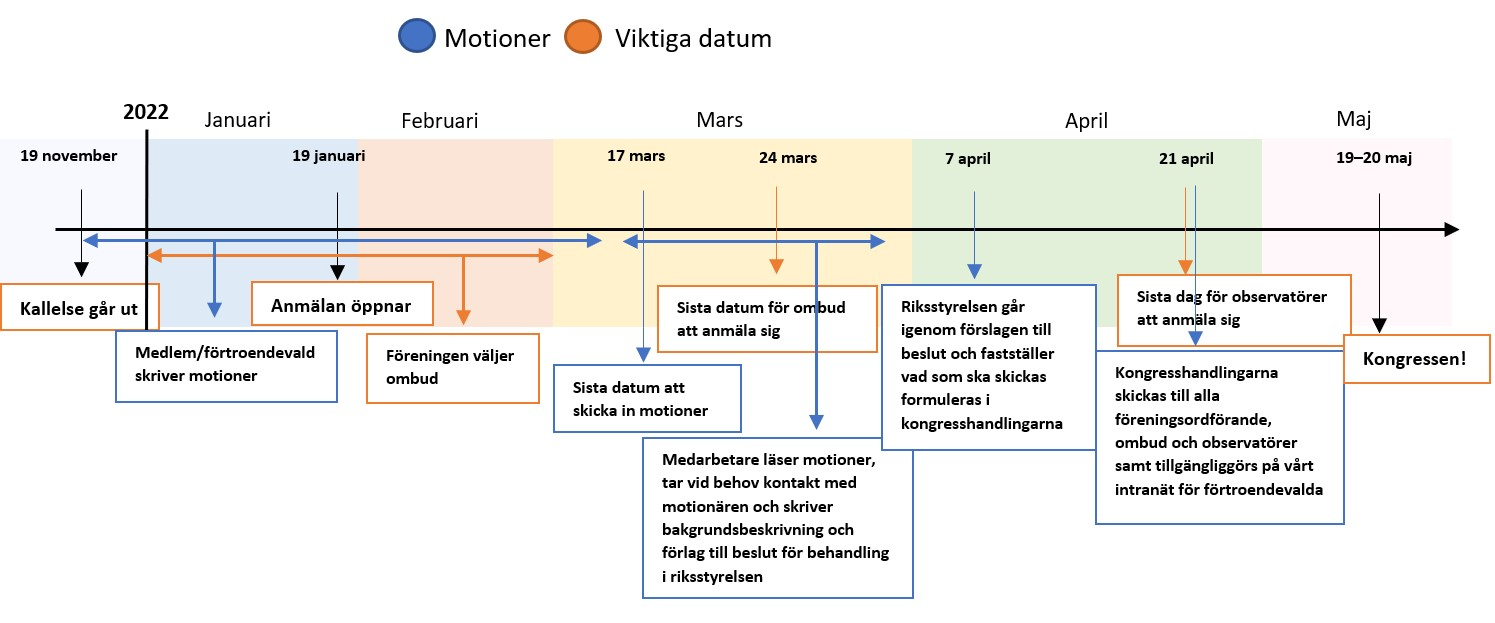 Motioner
Viktiga datum
2022
Januari
Februari
Mars
April
Maj
19 november
19 januari
17 mars
24 mars
7 april
21 april
19–20 maj
Kallelse går ut
Medlem/förtroendevald
skriver motioner
Anmälan öppnar
Föreningen väljer
ombud
Sista datum att
skicka in motioner
Sista datum för ombud
att anmäla sig
Medarbetare läser motioner,
tar vid behov kontakt med
motionären och skriver
bakgrundsbeskrivning och
förlag till beslut för behandling
i riksstyrelsen
Riksstyrelsen går
igenom förslagen till
beslut och fastställer
vad som ska skickas
formuleras i
kongresshandlingarna
Sista dag för observatörer
att anmäla sig
Kongresshandlingarna
skickas till alla
föreningsordförande,
ombud och observatörer
samt tillgängliggörs på vårt
intranät för förtroendevalda
Kongressen!